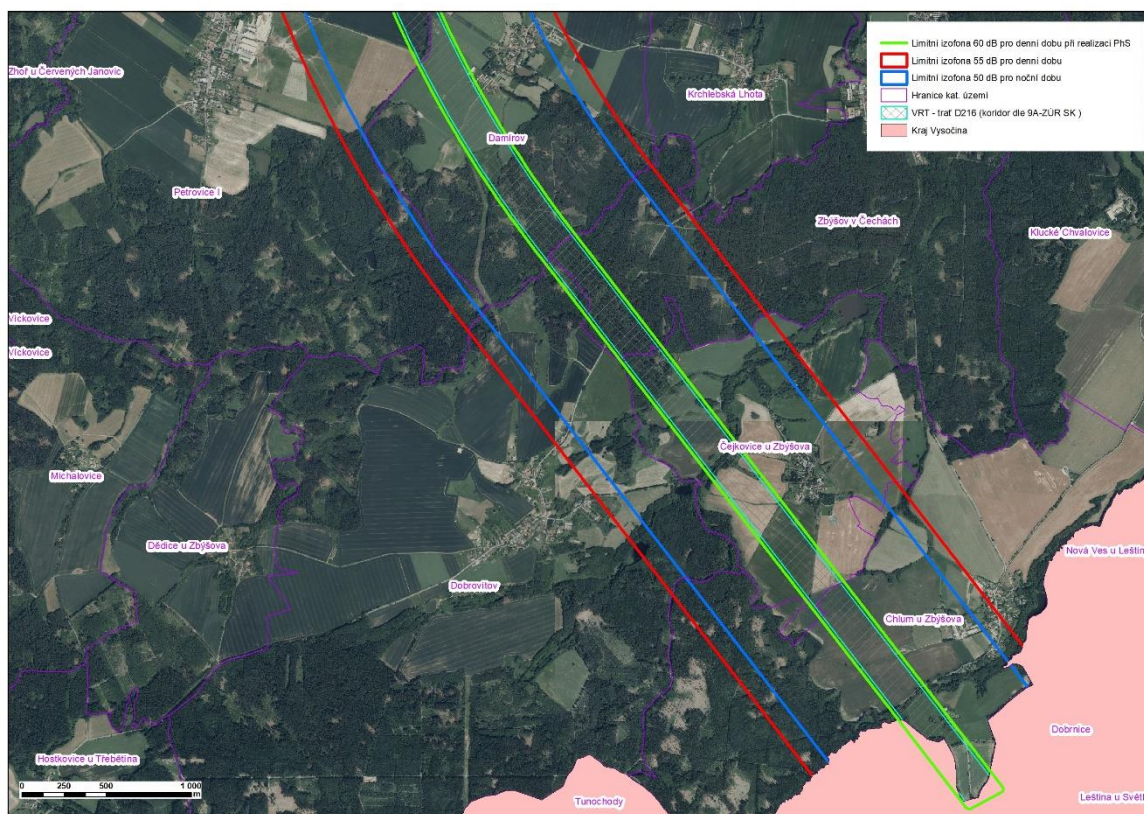 Limitní izofona 60 dB pro denní dobu při realizaci PhS
Limitní izofona 55 dB pro denní dobu
Limitní izofona 50 dB pro noční dobu
Hranice kat. území
VRT - trať D216 (koridor dle 9A-ZÚR SK )
Kraj Vysočina
Zhoř u Červených Janovic
Krchlebská Lhota
Damírov
Petrovice I
Zbýšov v Čechách
Klucké Chvalovice
Víckovice
Víckovice
Čejkovice u Zbýšova
Michalovice
Dědice u Zbýšova
Nová Ves u Leštin
Dobrovítov
Chlum u Zbýšova
Dobrnice
Hostkovice u Třebětína
Tunochody
Leština u Světl
0 250 500 1 000
m